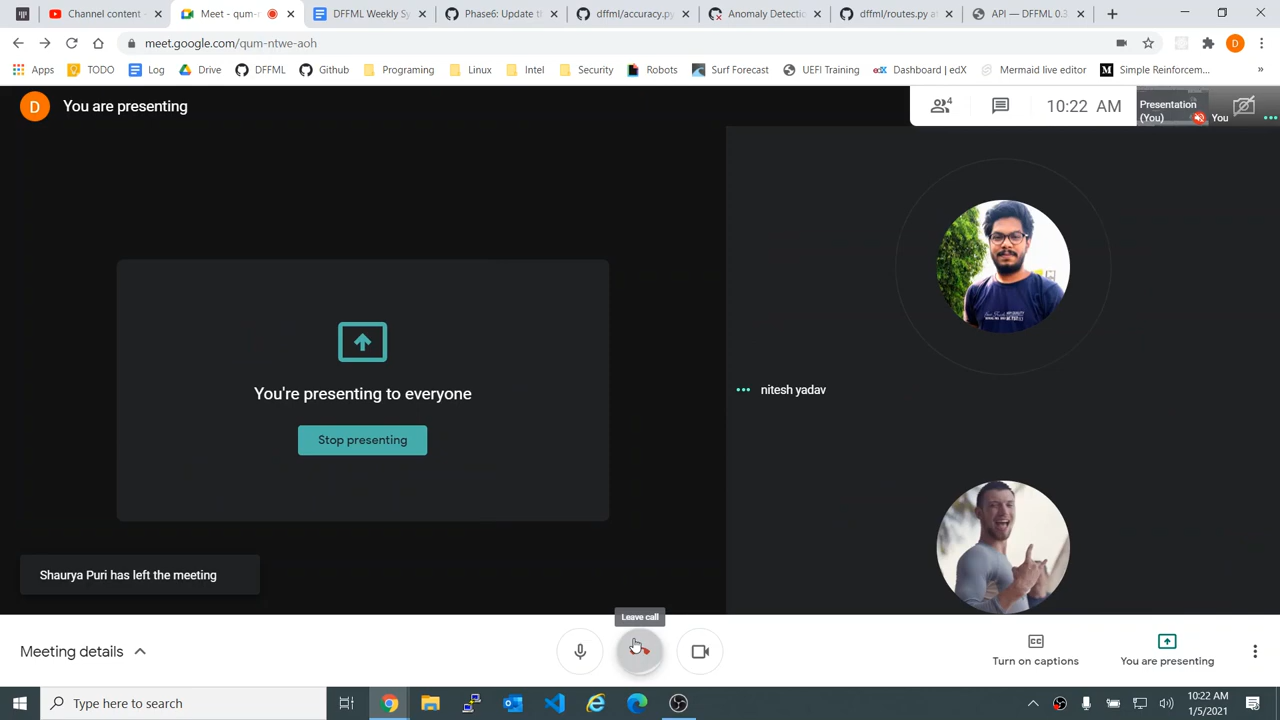 Channel content -
Meet - qum-n
DFFML Weekly Sy
Phase5: Update th
dffml/accuracy.py
Anomaly Detectio
API — DFFML 0.3
meet.google.com/qum-ntwe-aoh
D
Apps TODO Log Drive DFFML Github Programing Linux Intel Security Robots Surf Forecast UEFI Training Dashboard | edX Mermaid live editor Simple Reinforcem... »
D You are presenting
4 10:22 AM
Presentation
(You) You
You're presenting to everyone
Stop presenting
nitesh yadav
Shaurya Puri has left the meeting
Leave call
Meeting details
Turn on captions
You are presenting
Type here to search
10:22 AM
1/5/2021